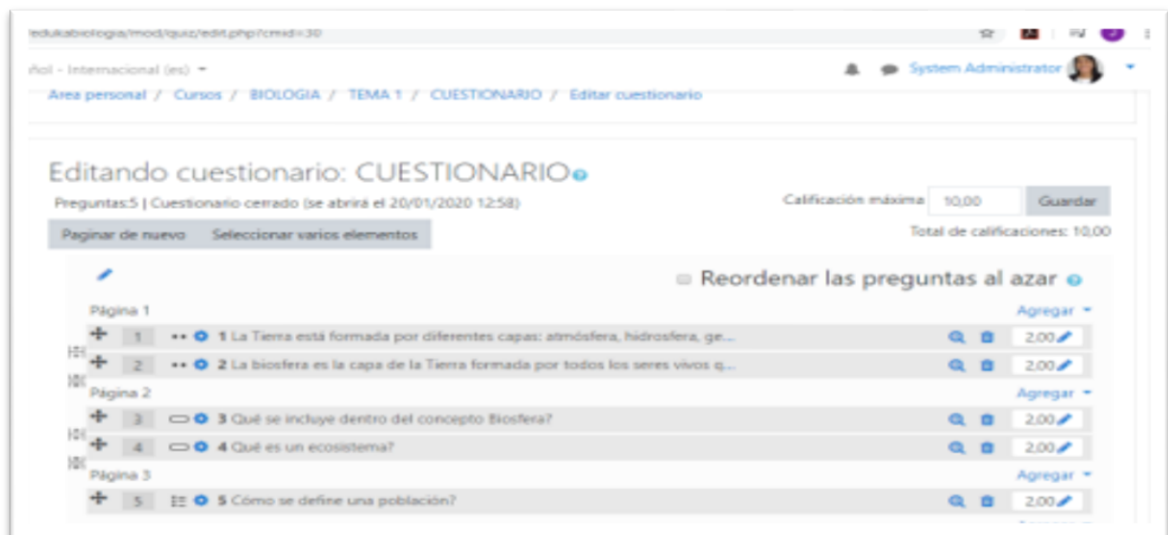 edukabiologia/mod/quiz/edit.php?cmid=30
ñol - Internacional (es)
System Administrator
Area personal / Cursos / BIOLOGIA / TEMA 1 / CUESTIONARIO / Editar cuestionario
Editando cuestionario: CUESTIONARIO
Preguntas:5 | Cuestionario cerrado (se abrirá el 20/01/2020 12:58)
Calificación máxima 10,00 Guardar
Paginar de nuevo Seleccionar varios elementos
Total de calificaciones: 10,00
Reordenar las preguntas al azar
Página 1 Agregar
1 1 La Tierra está formada por diferentes capas: atmósfera, hidrosfera, ge... 2,00
2 2 La biosfera es la capa de la Tierra formada por todos los seres vivos q... 2,00
Página 2 Agregar
3 3 Qué se incluye dentro del concepto Biosfera? 2,00
4 4 Qué es un ecosistema? 2,00
Página 3 Agregar
5 5 Cómo se define una población? 2,00